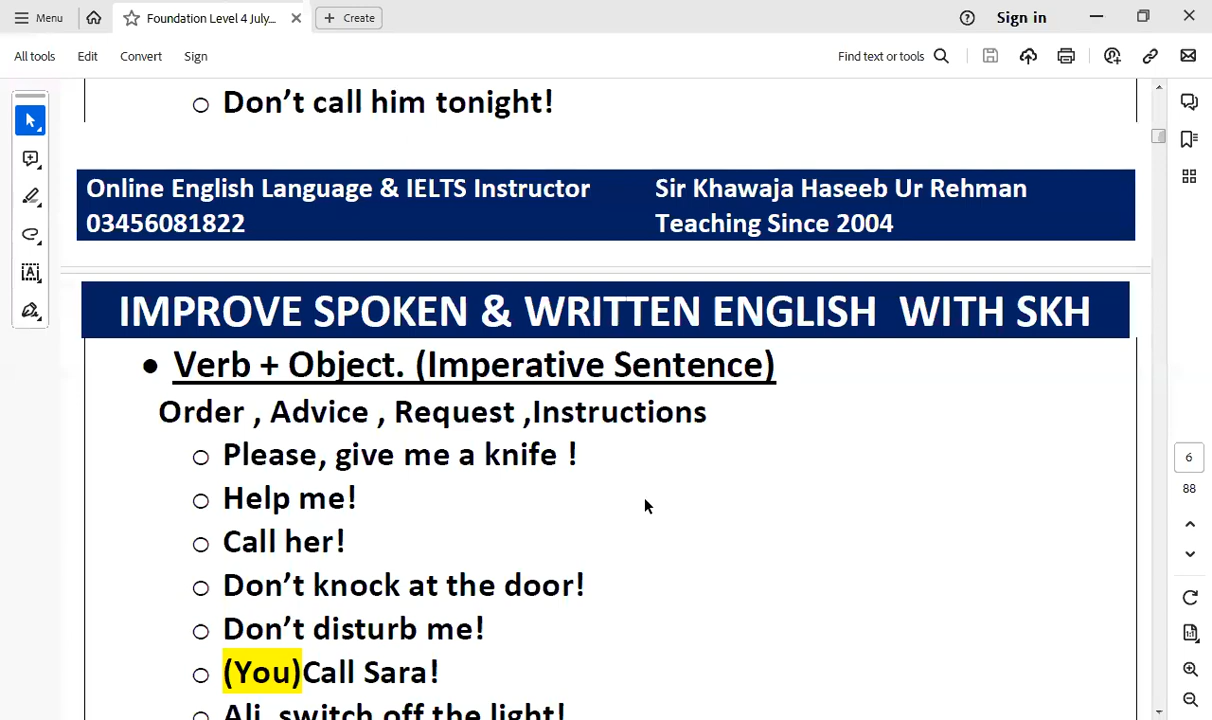 Menu
Foundation Level 4 July...
Create
Sign in
All tools
Edit
Convert
Sign
Find text or tools
○ Don’t call him tonight!
Online English Language & IELTS Instructor
Sir Khawaja Haseeb Ur Rehman
03456081822
Teaching Since 2004
IMPROVE SPOKEN & WRITTEN ENGLISH WITH SKH
• Verb + Object. (Imperative Sentence)
Order , Advice , Request ,Instructions
○ Please, give me a knife !
○ Help me!
○ Call her!
○ Don’t knock at the door!
○ Don’t disturb me!
○ (You)Call Sara!
○ Ali, switch off the light!
6
88